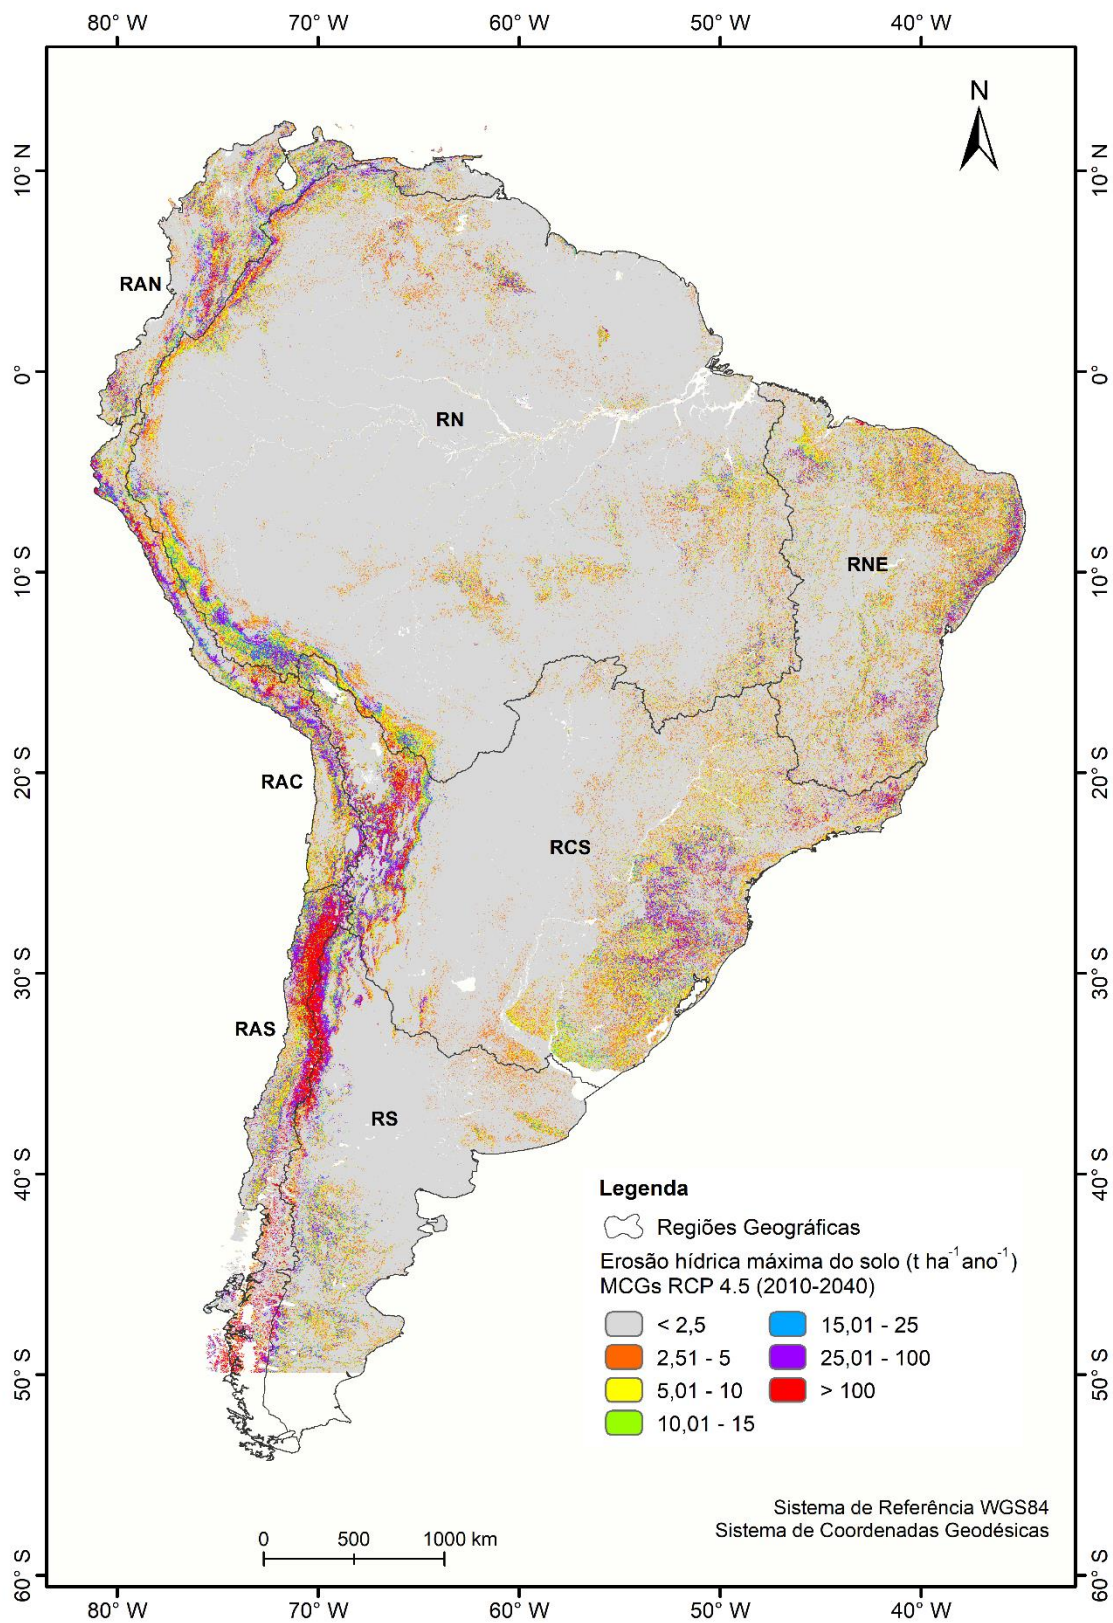 80° W 70° W 60° W 50° W 40° W
N
10° N 10° N
RAN
0° 0°
RN
RNE
10° S 10° S
20° S 20° S
RAC
RCS
30° S 30° S
RAS
RS
40° S 40° S
Legenda
Regiões Geográficas
Erosão hídrica máxima do solo (t ha⁻¹ ano⁻¹)
MCGs RCP 4.5 (2010-2040)
< 2,5 15,01 - 25
2,51 - 5 25,01 - 100
5,01 - 10 > 100
10,01 - 15
50° S 50° S
Sistema de Referência WGS84
Sistema de Coordenadas Geodésicas
0 500 1000 km
60° S 60° S
80° W 70° W 60° W 50° W 40° W